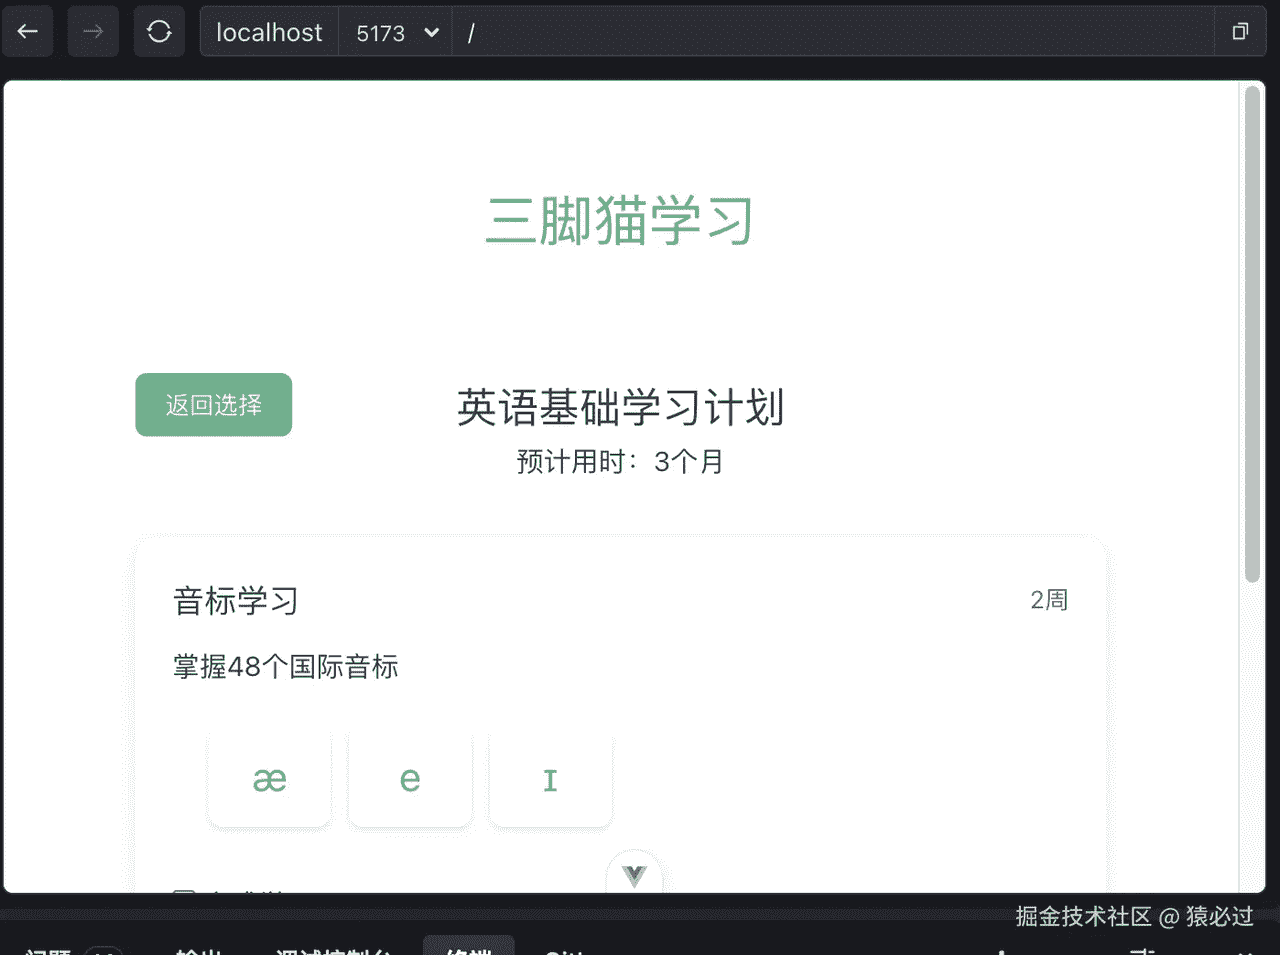 localhost 5173 /
三脚猫学习
返回选择
英语基础学习计划
预计用时：3个月
音标学习
2周
掌握48个国际音标
æ e ɪ
掘金技术社区 @ 猿必过
终端